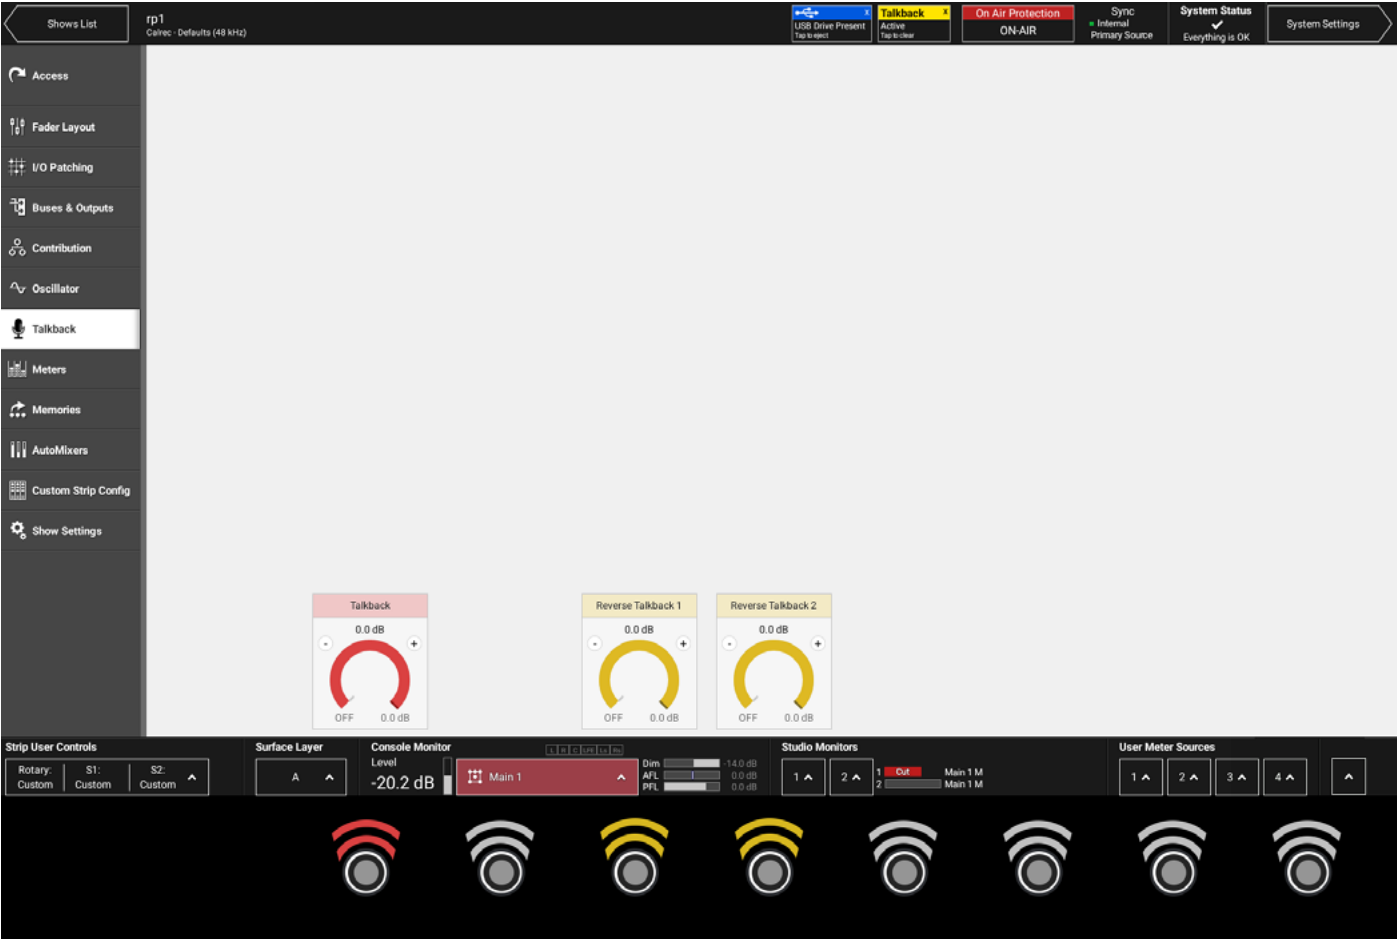 Shows List
rp1
Calrec - Defaults (48 kHz)
USB Drive Present
Tap to eject
x
Talkback x
Active
Tap to clear
On Air Protection
ON-AIR
Sync
Internal
Primary Source
System Status
Everything is OK
System Settings
Access
Fader Layout
I/O Patching
Buses & Outputs
Contribution
Oscillator
Talkback
Meters
Memories
AutoMixers
Custom Strip Config
Show Settings
Talkback
0.0 dB
- +
OFF 0.0 dB
Reverse Talkback 1
0.0 dB
- +
OFF 0.0 dB
Reverse Talkback 2
0.0 dB
- +
OFF 0.0 dB
Strip User Controls
Rotary: S1: S2:
Custom Custom Custom
Surface Layer
A
Console Monitor
L R C LFE Ls Rs
Level
-20.2 dB
Main 1
Dim -14.0 dB
AFL 0.0 dB
PFL 0.0 dB
Studio Monitors
1 2
1 Cut Main 1 M
2 Main 1 M
User Meter Sources
1 2 3 4